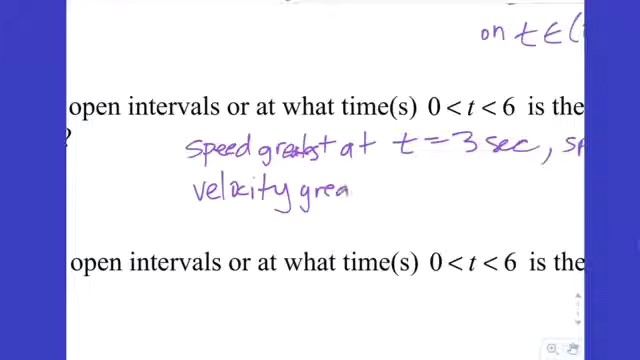 on t ∈ (
open intervals or at what time(s) 0 < t < 6 is the
?
speed greatest at t = 3 sec, sp
velocity grea
open intervals or at what time(s) 0 < t < 6 is the